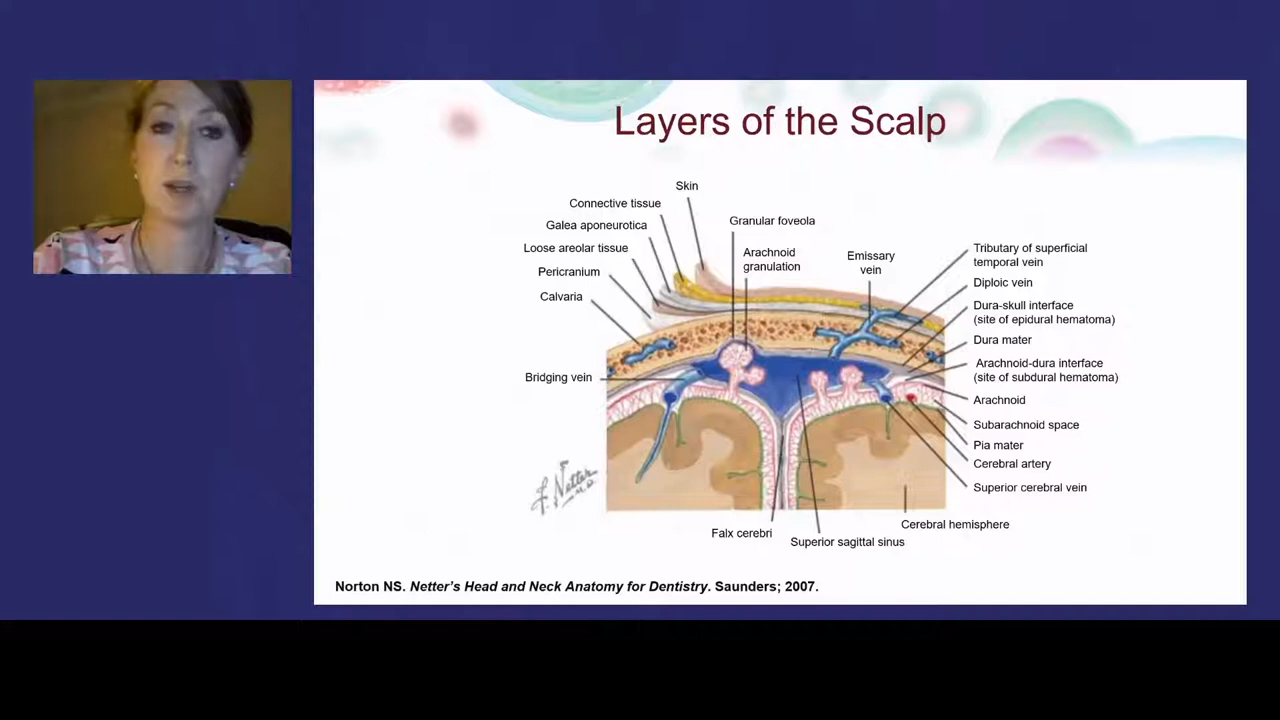 Layers of the Scalp
Skin
Connective tissue
Galea aponeurotica
Loose areolar tissue
Pericranium
Calvaria
Bridging vein
Granular foveola
Arachnoid
granulation
Emissary
vein
Tributary of superficial
temporal vein
Diploic vein
Dura-skull interface
(site of epidural hematoma)
Dura mater
Arachnoid-dura interface
(site of subdural hematoma)
Arachnoid
Subarachnoid space
Pia mater
Cerebral artery
Superior cerebral vein
Cerebral hemisphere
Superior sagittal sinus
Falx cerebri
F. Netter
M.D.
Norton NS. Netter's Head and Neck Anatomy for Dentistry. Saunders; 2007.